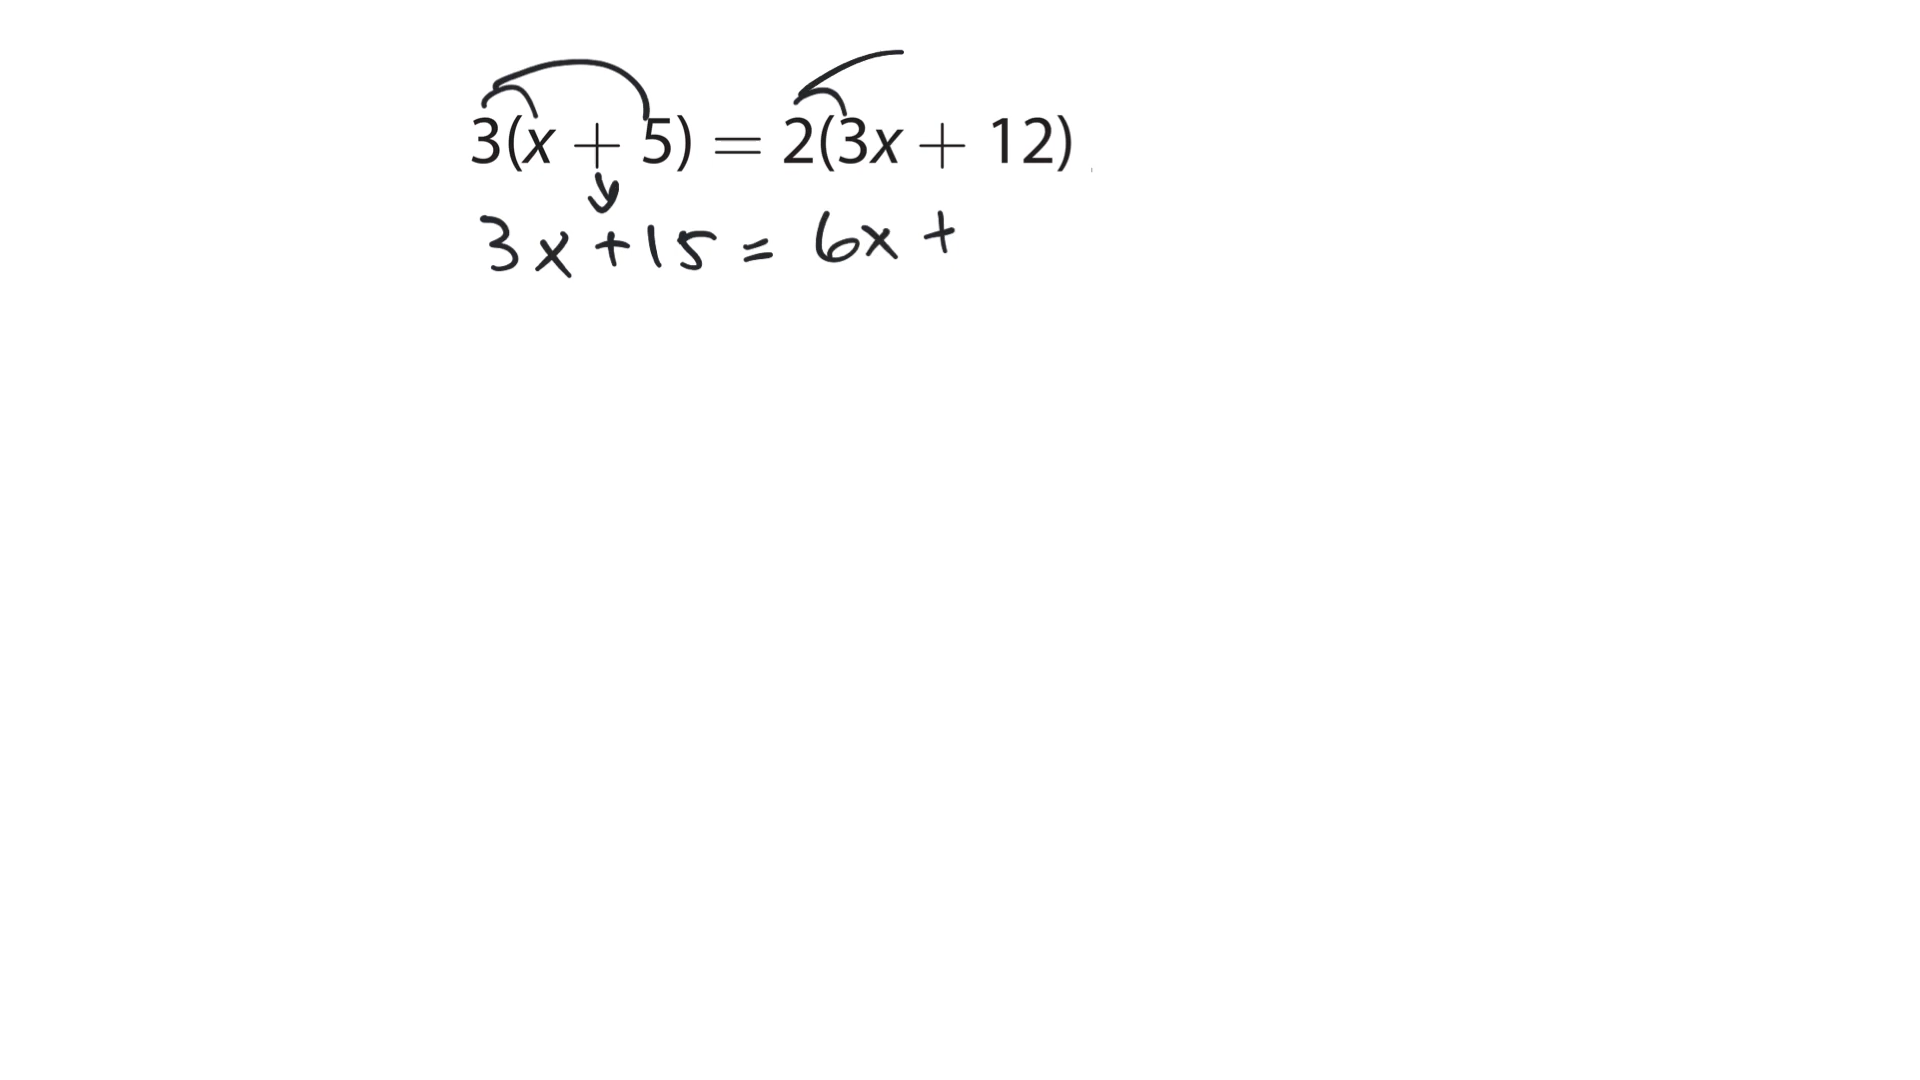 3(x + 5) = 2(3x + 12)
3x + 15 = 6x +